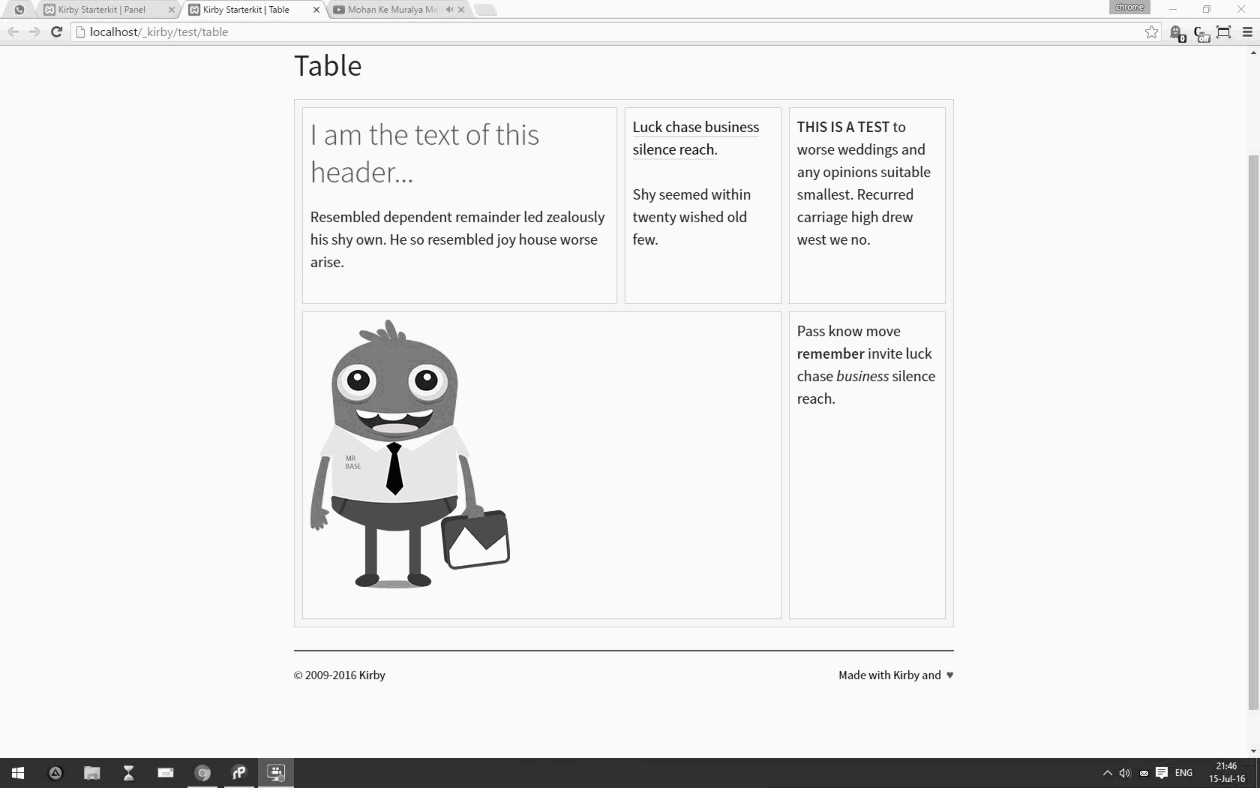 Kirby Starterkit | Panel
Kirby Starterkit | Table
Mohan Ke Muralya Me
chrome
localhost/_kirby/test/table
Table
I am the text of this
header...
Resembled dependent remainder led zealously
his shy own. He so resembled joy house worse
arise.
Luck chase business
silence reach.
Shy seemed within
twenty wished old
few.
THIS IS A TEST to
worse weddings and
any opinions suitable
smallest. Recurred
carriage high drew
west we no.
MR
BASE
Pass know move
remember invite luck
chase business silence
reach.
© 2009-2016 Kirby
Made with Kirby and ♥
ENG
21:46
15-Jul-16